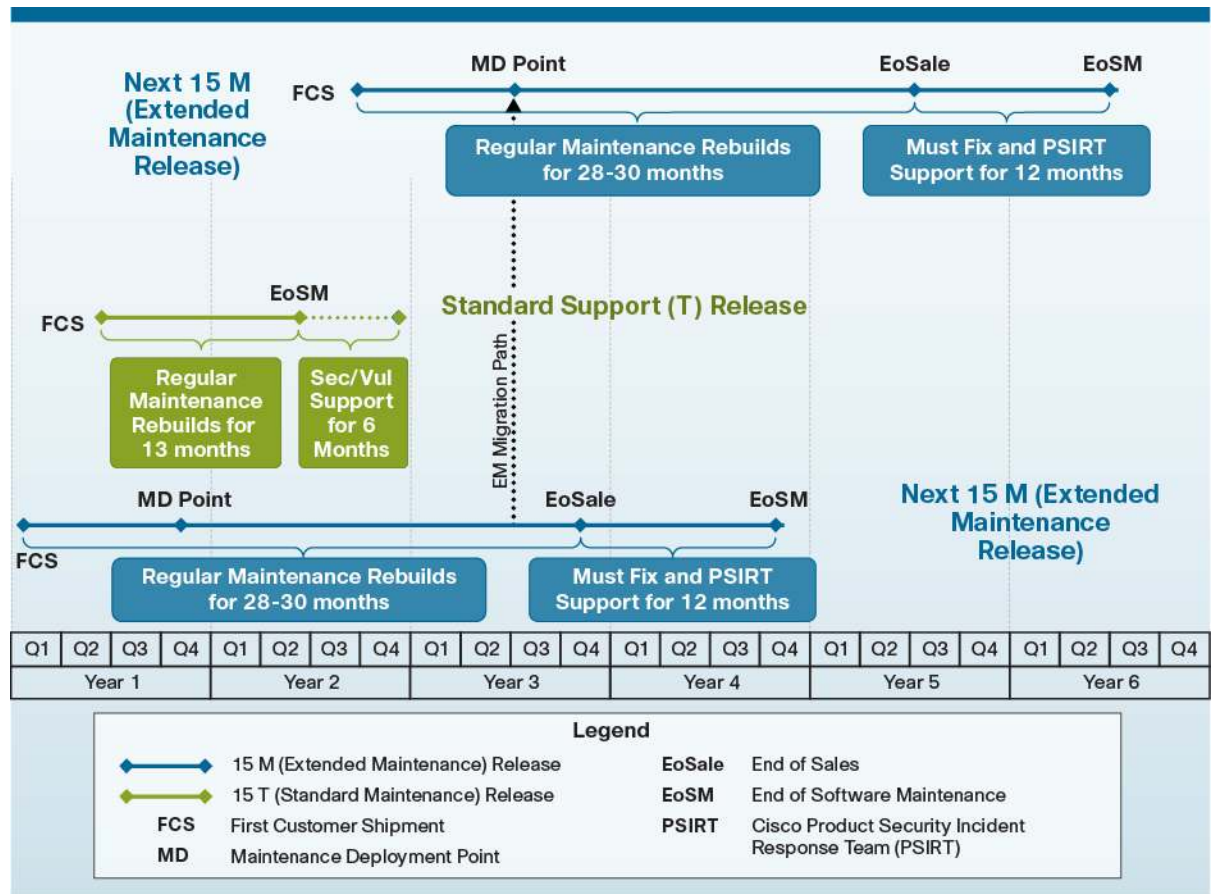 Next 15 M
(Extended
Maintenance
Release)
FCS
MD Point
EoSale
EoSM
Regular Maintenance Rebuilds
for 28-30 months
Must Fix and PSIRT
Support for 12 months
FCS
EoSM
Standard Support (T) Release
Regular
Maintenance
Rebuilds for
13 months
Sec/Vul
Support
for 6
Months
EM Migration Path
FCS
MD Point
EoSale
EoSM
Next 15 M (Extended
Maintenance
Release)
Regular Maintenance Rebuilds
for 28-30 months
Must Fix and PSIRT
Support for 12 months
Q1 Q2 Q3 Q4 Q1 Q2 Q3 Q4 Q1 Q2 Q3 Q4 Q1 Q2 Q3 Q4 Q1 Q2 Q3 Q4 Q1 Q2 Q3 Q4
Year 1 Year 2 Year 3 Year 4 Year 5 Year 6
Legend
15 M (Extended Maintenance) Release
15 T (Standard Maintenance) Release
FCS First Customer Shipment
MD Maintenance Deployment Point
EoSale End of Sales
EoSM End of Software Maintenance
PSIRT Cisco Product Security Incident
Response Team (PSIRT)